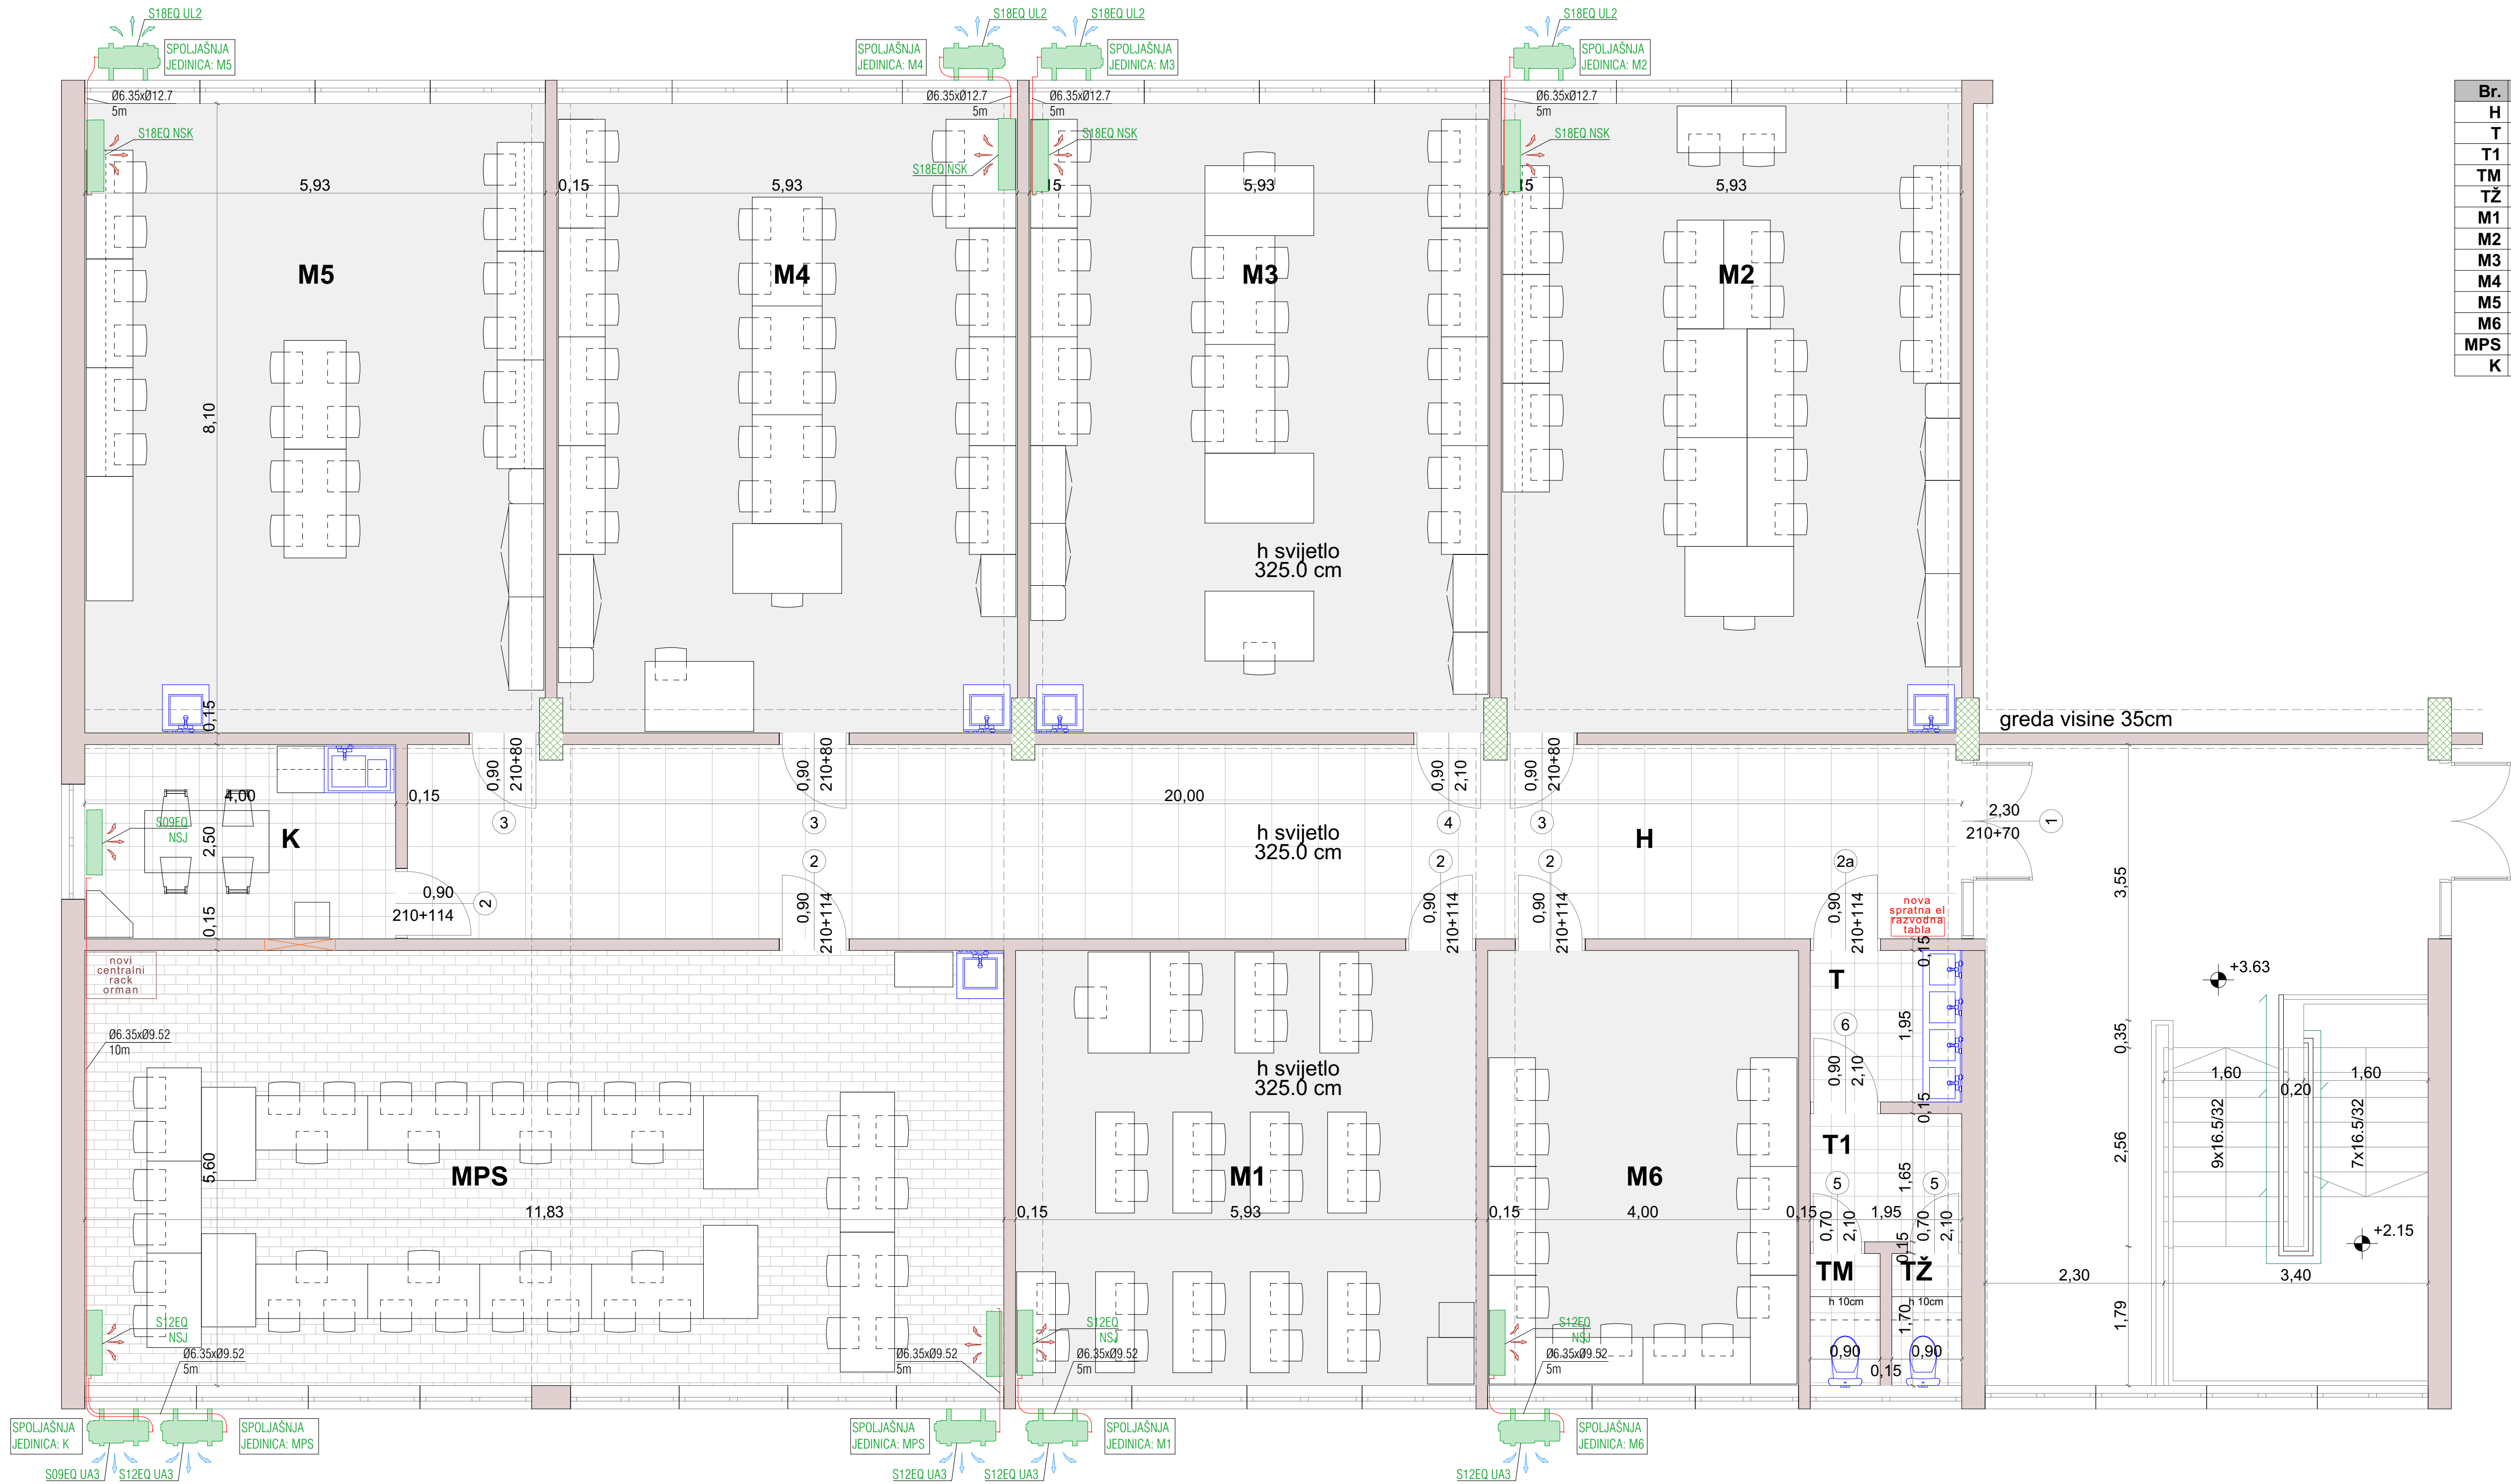 S18EQ UL2
SPOLJAŠNJA
JEDINICA: M5
S18EQ UL2
SPOLJAŠNJA
JEDINICA: M4
S18EQ UL2
SPOLJAŠNJA
JEDINICA: M3
S18EQ UL2
SPOLJAŠNJA
JEDINICA: M2
Ø6.35xØ12.7
5m
Ø6.35xØ12.7
5m
Ø6.35xØ12.7
5m
Ø6.35xØ12.7
5m
S18EQ NSK
S18EQ NSK
S18EQ NSK
S18EQ NSK
5,93
0,15
5,93
15
5,93
15
5,93
M5
M4
M3
M2
Br.
H
T
T1
TM
TŽ
M1
M2
M3
M4
M5
M6
MPS
K
8,10
h svijetlo
325.0 cm
0,15
greda visine 35cm
0,90
210+80
0,90
210+80
0,90
2,10
0,90
210+80
4,00
0,15
20,00
2,30
210+70
1
3
3
4
3
S09EQ
NSJ
2,50
K
h svijetlo
325.0 cm
H
2
2
2
2a
0,90
210+114
2
0,90
210+114
0,90
210+114
0,90
210+114
0,90
210+114
0,15
nova
spratna el
razvodna
tabla
3,55
novi
centralni
rack
orman
0,15
T
+3.63
Ø6.35xØ9.52
10m
6
1,95
0,35
h svijetlo
325.0 cm
0,90
2,10
1,60
0,20
1,60
0,15
9x16.5/32
7x16.5/32
T1
2,56
5,60
MPS
M1
M6
1,65
5
5
11,83
0,15
5,93
0,15
4,00
0,15
1,95
0,70
2,10
0,70
2,10
+2.15
0,15
TM
TŽ
2,30
3,40
h 10cm
h 10cm
1,70
1,79
S12EQ
NSJ
S12EQ
NSJ
S12EQ
NSJ
Ø6.35xØ9.52
5m
Ø6.35xØ9.52
5m
Ø6.35xØ9.52
5m
Ø6.35xØ9.52
5m
0,90
0,15
0,90
SPOLJAŠNJA
JEDINICA: K
SPOLJAŠNJA
JEDINICA: MPS
SPOLJAŠNJA
JEDINICA: MPS
SPOLJAŠNJA
JEDINICA: M1
SPOLJAŠNJA
JEDINICA: M6
S09EQ UA3
S12EQ UA3
S12EQ UA3
S12EQ UA3
S12EQ UA3